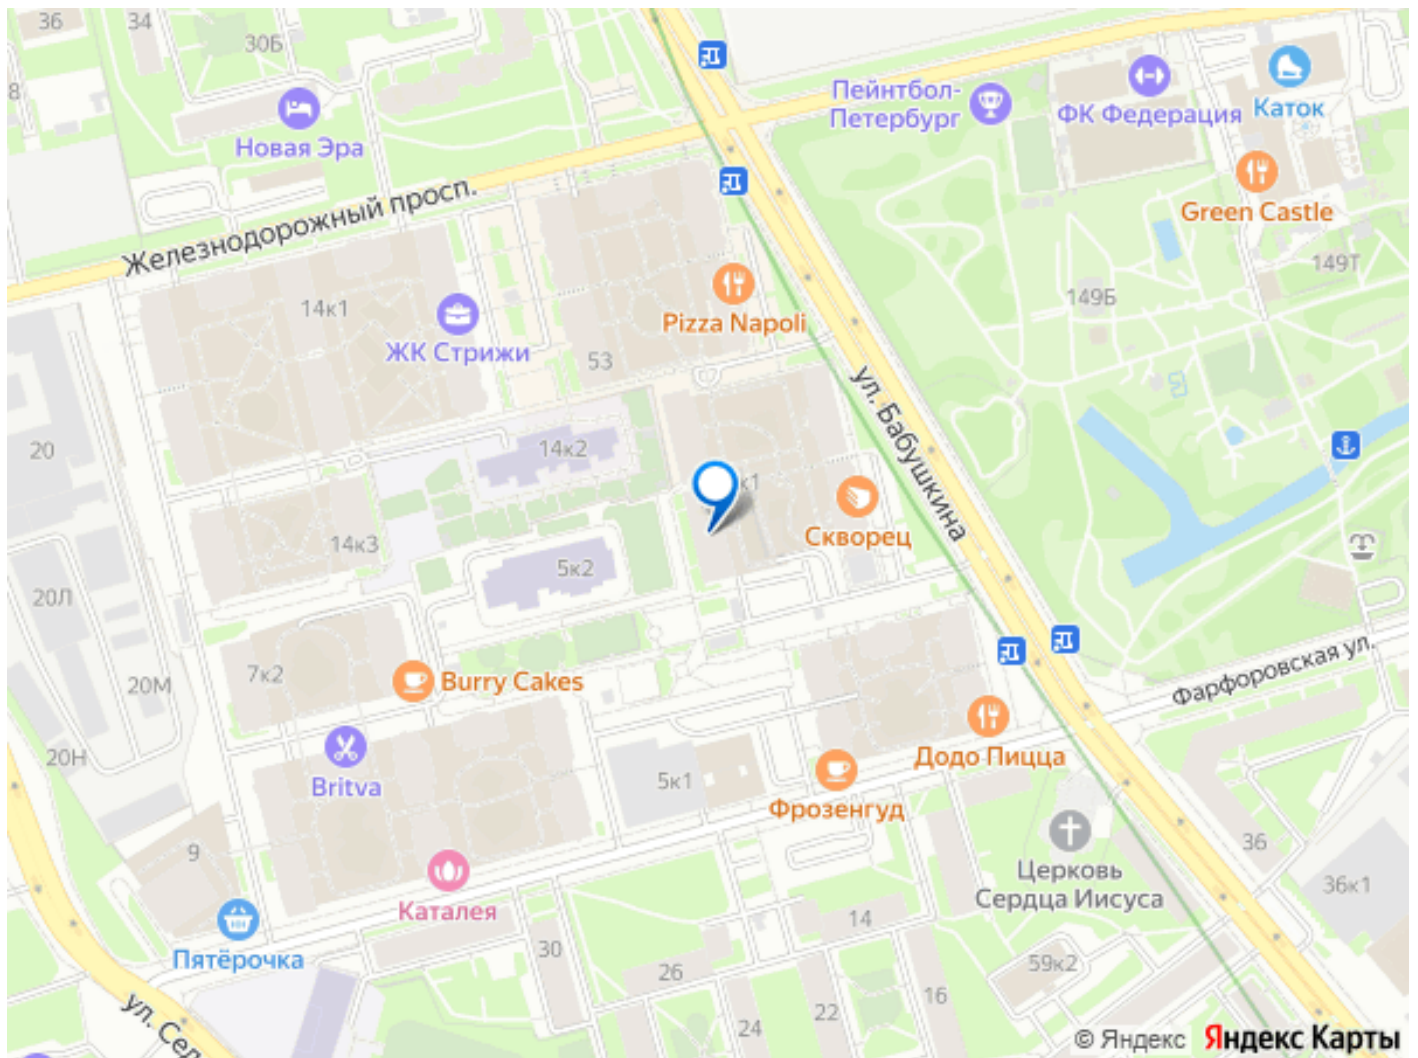 36
34
30Б
8
Новая Эра
Пейнтбол-
Петербург
ФК Федерация
Каток
Green Castle
149Т
149Б
Железнодорожный просп.
14к1
ЖК Стрижи
Pizza Napoli
53
ул. Бабушкина
20
14к2
к1
Скворец
14к3
5к2
20Л
7к2
Burry Cakes
20М
Фарфоровская ул.
20Н
Britva
5к1
Додо Пицца
Фрозенгуд
9
Церковь
Сердца Иисуса
36
36к1
Каталея
Пятёрочка
30
14
26
59к2
16
22
24
ул. Сед
© Яндекс Яндекс Карты